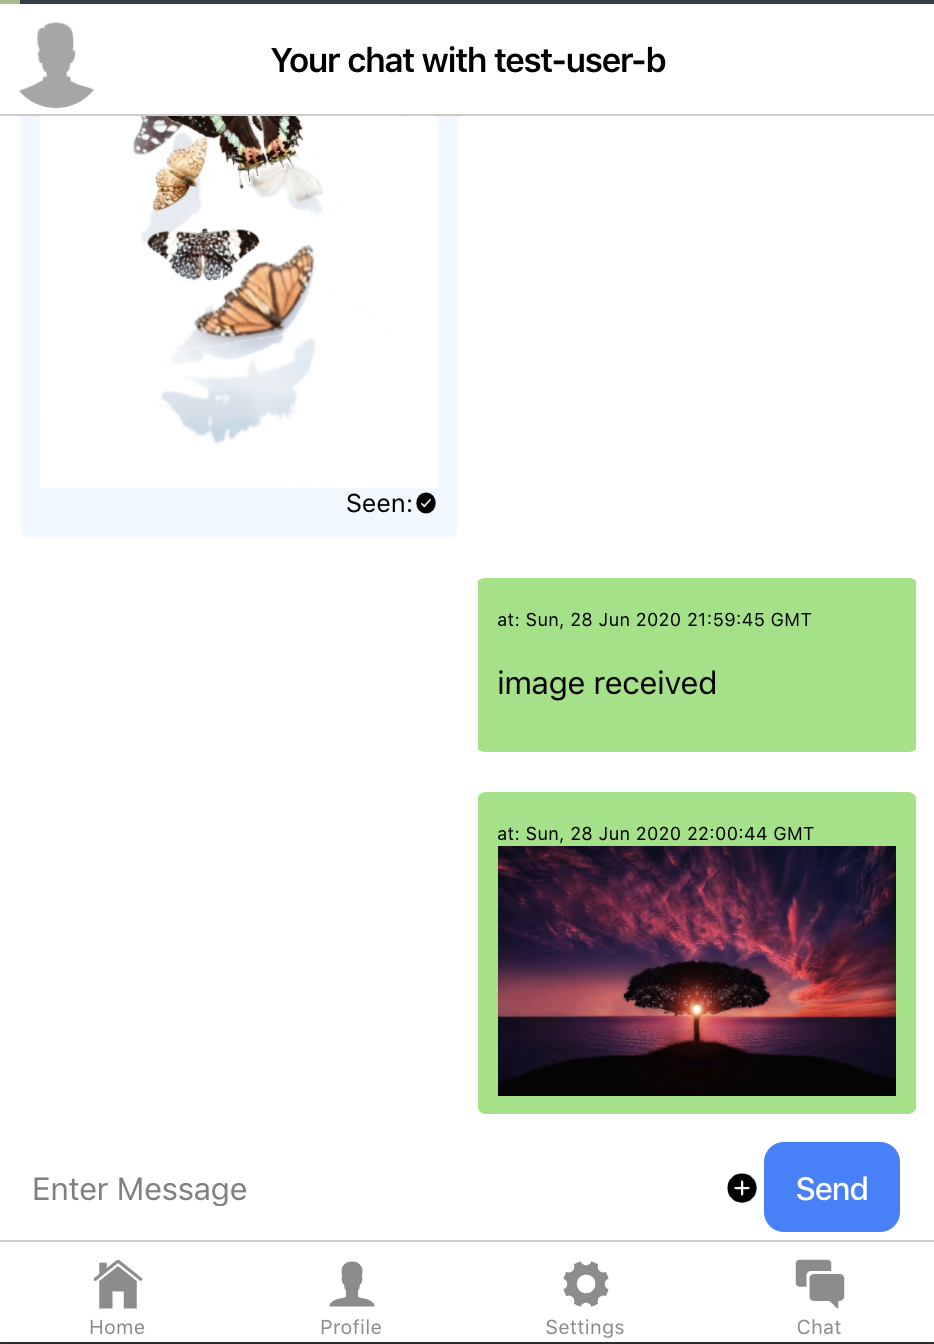 Your chat with test-user-b
Seen:
at: Sun, 28 Jun 2020 21:59:45 GMT
image received
at: Sun, 28 Jun 2020 22:00:44 GMT
Enter Message
Send
Home
Profile
Settings
Chat